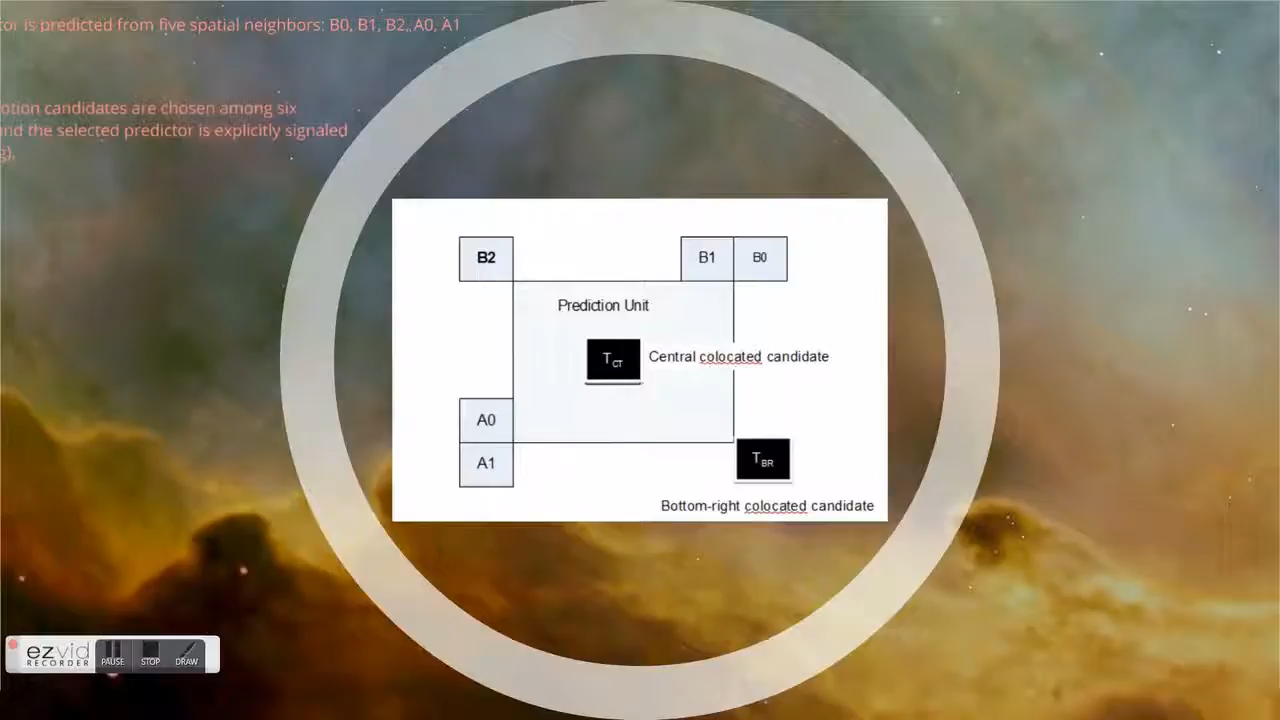 tor is predicted from five spatial neighbors: B0, B1, B2, A0, A1
otion candidates are chosen among six
and the selected predictor is explicitly signaled
g),
B2
B1
B0
Prediction Unit
TCT
Central colocated candidate
A0
A1
TBR
Bottom-right colocated candidate
ezvid
RECORDER
PAUSE
STOP
DRAW